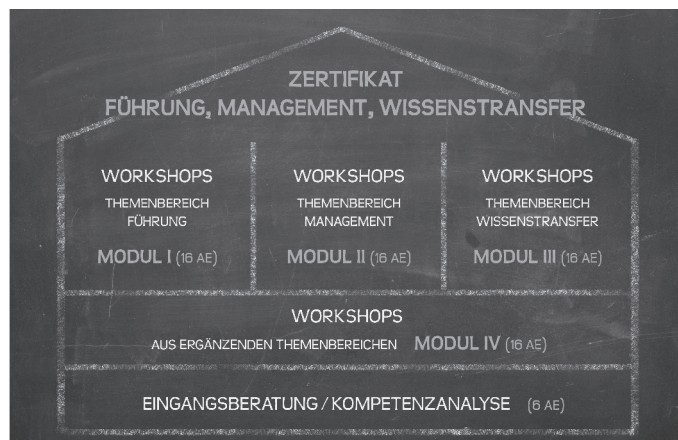 ZERTIFIKAT
FÜHRUNG, MANAGEMENT, WISSENSTRANSFER
WORKSHOPS
THEMENBEREICH
FÜHRUNG
MODUL I (16 AE)
WORKSHOPS
THEMENBEREICH
MANAGEMENT
MODUL II (16 AE)
WORKSHOPS
THEMENBEREICH
WISSENSTRANSFER
MODUL III (16 AE)
WORKSHOPS
AUS ERGÄNZENDEN THEMENBEREICHEN MODUL IV (16 AE)
EINGANGSBERATUNG / KOMPETENZANALYSE (6 AE)